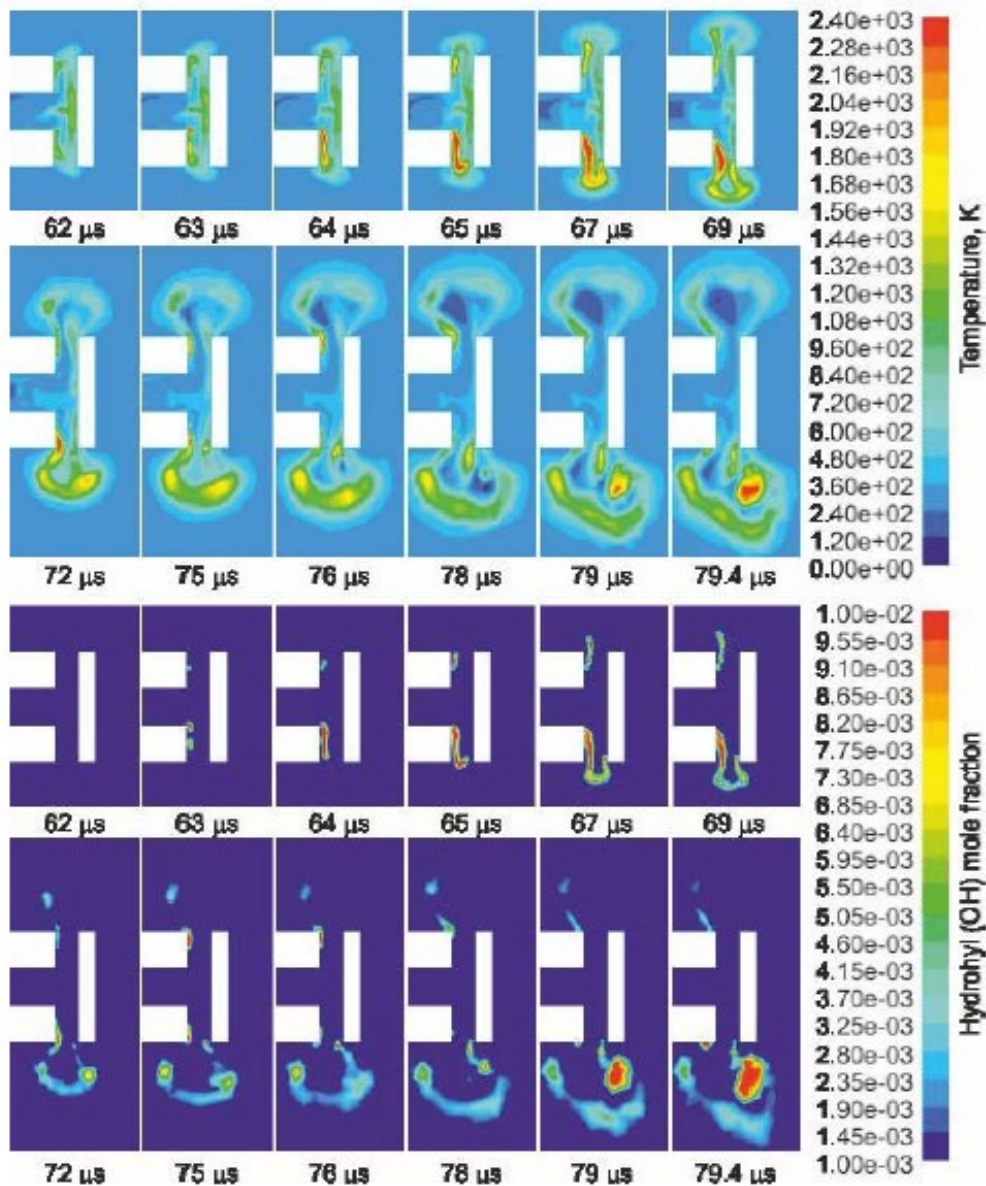 62 µs 63 µs 64 µs 65 µs 67 µs 69 µs
72 µs 75 µs 76 µs 78 µs 79 µs 79.4 µs
2.40e+03
2.28e+03
2.16e+03
2.04e+03
1.92e+03
1.80e+03
1.68e+03
1.56e+03
1.44e+03
1.32e+03
1.20e+03
1.08e+03
9.60e+02
8.40e+02
7.20e+02
6.00e+02
4.80e+02
3.60e+02
2.40e+02
1.20e+02
0.00e+00
Temperature, K
62 µs 63 µs 64 µs 65 µs 67 µs 69 µs
72 µs 75 µs 76 µs 78 µs 79 µs 79.4 µs
1.00e-02
9.55e-03
9.10e-03
8.65e-03
8.20e-03
7.75e-03
7.30e-03
6.85e-03
6.40e-03
5.95e-03
5.50e-03
5.05e-03
4.60e-03
4.15e-03
3.70e-03
3.25e-03
2.80e-03
2.35e-03
1.90e-03
1.45e-03
1.00e-03
Hydrohyl (OH) mole fraction